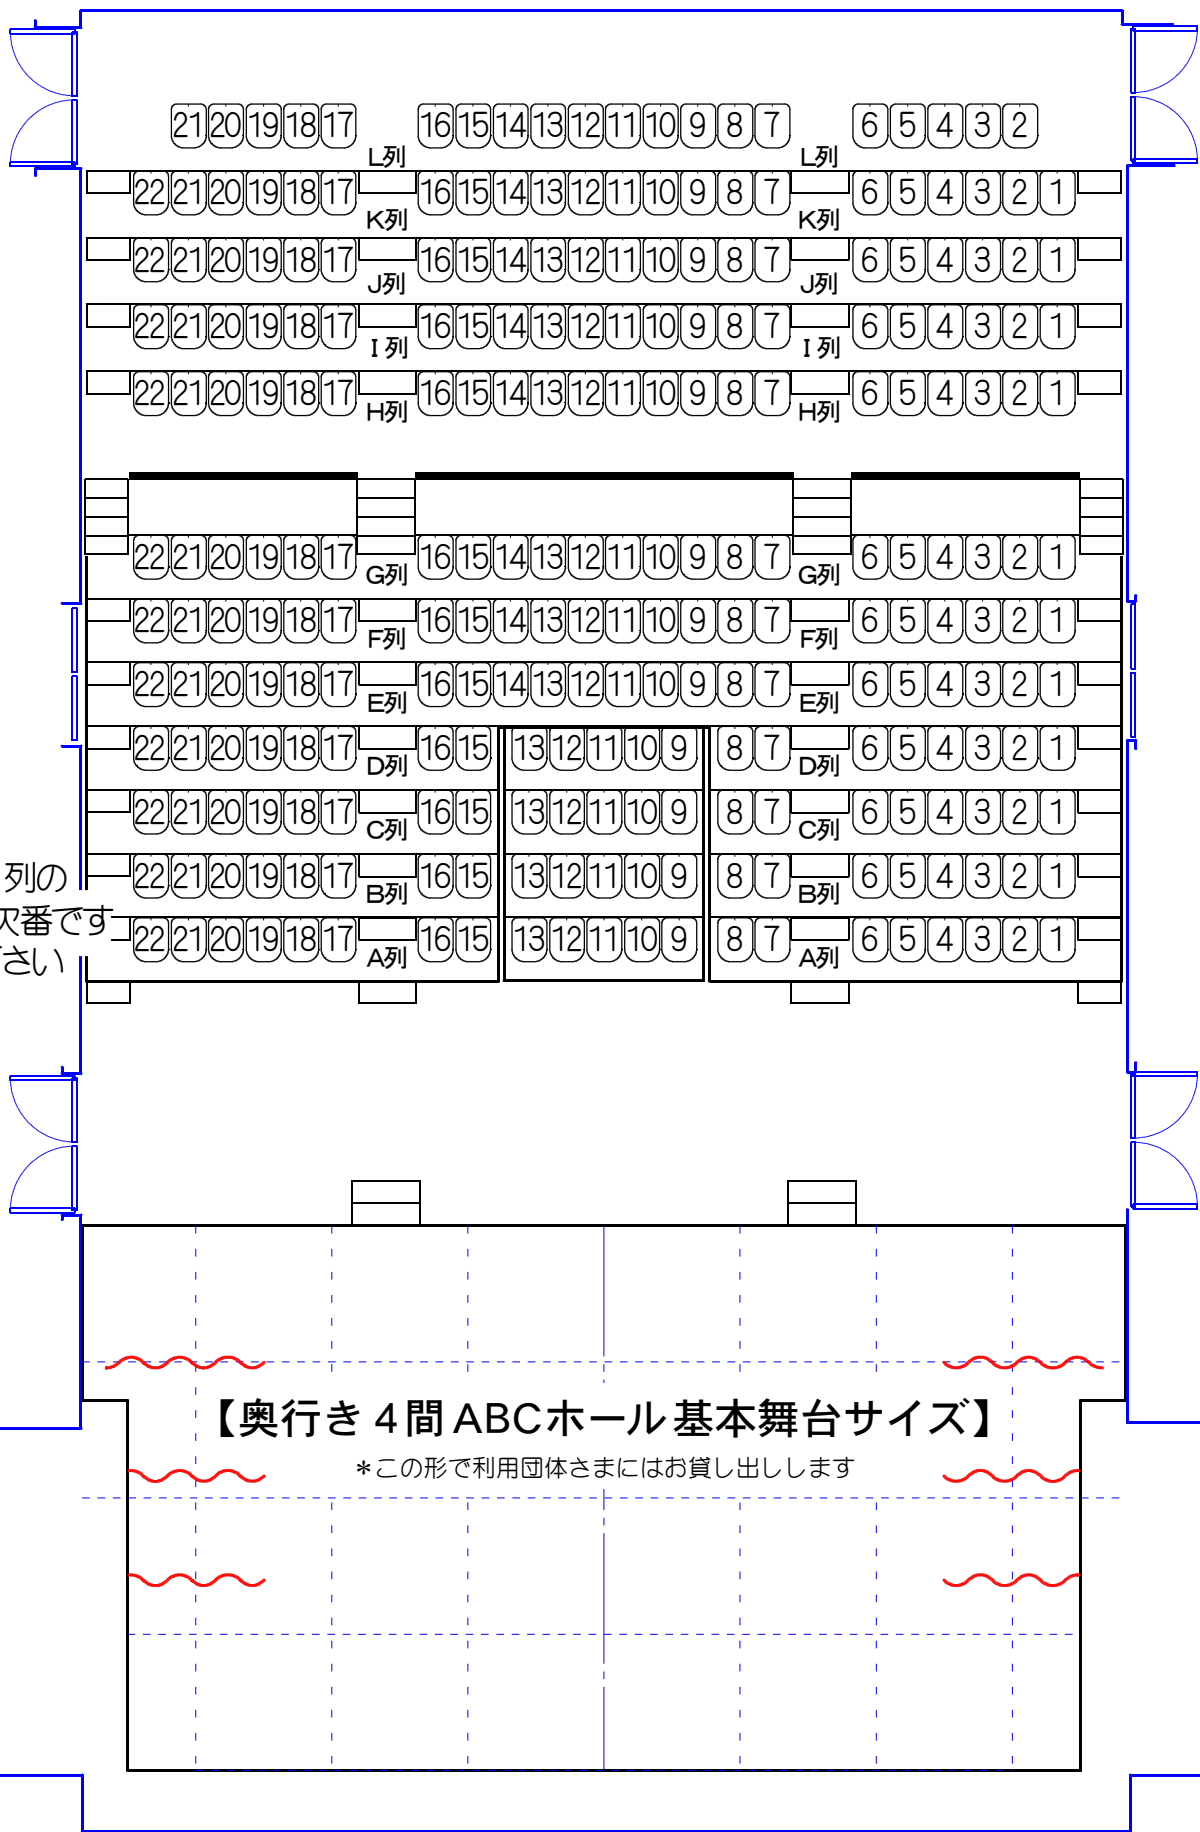 21 20 19 18 17 16 15 14 13 12 11 10 9 8 7 6 5 4 3 2
L列 L列
22 21 20 19 18 17 16 15 14 13 12 11 10 9 8 7 6 5 4 3 2 1
K列 K列
22 21 20 19 18 17 16 15 14 13 12 11 10 9 8 7 6 5 4 3 2 1
J列 J列
22 21 20 19 18 17 16 15 14 13 12 11 10 9 8 7 6 5 4 3 2 1
I列 I列
22 21 20 19 18 17 16 15 14 13 12 11 10 9 8 7 6 5 4 3 2 1
H列 H列
22 21 20 19 18 17 16 15 14 13 12 11 10 9 8 7 6 5 4 3 2 1
G列 G列
22 21 20 19 18 17 16 15 14 13 12 11 10 9 8 7 6 5 4 3 2 1
F列 F列
22 21 20 19 18 17 16 15 14 13 12 11 10 9 8 7 6 5 4 3 2 1
E列 E列
22 21 20 19 18 17 16 15 13 12 11 10 9 8 7 6 5 4 3 2 1
D列 D列
22 21 20 19 18 17 16 15 13 12 11 10 9 8 7 6 5 4 3 2 1
C列 C列
22 21 20 19 18 17 16 15 13 12 11 10 9 8 7 6 5 4 3 2 1
B列 B列
22 21 20 19 18 17 16 15 13 12 11 10 9 8 7 6 5 4 3 2 1
A列 A列
列の
欠番です
さい
【奥行き4間ABCホール基本舞台サイズ】
*この形で利用団体さまにはお貸し出しします